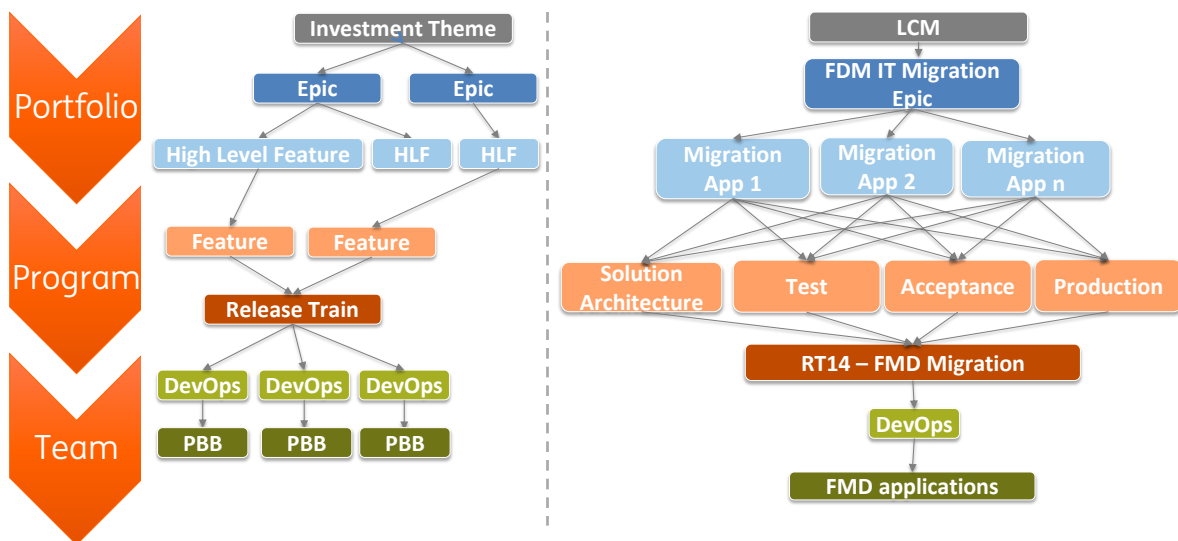 Portfolio
Program
Team
Investment Theme
Epic
Epic
High Level Feature
HLF
HLF
Feature
Feature
Release Train
DevOps
DevOps
DevOps
PBB
PBB
PBB
LCM
FDM IT Migration
Epic
Migration
App 1
Migration
App 2
Migration
App n
Solution
Architecture
Test
Acceptance
Production
RT14 – FMD Migration
DevOps
FMD applications